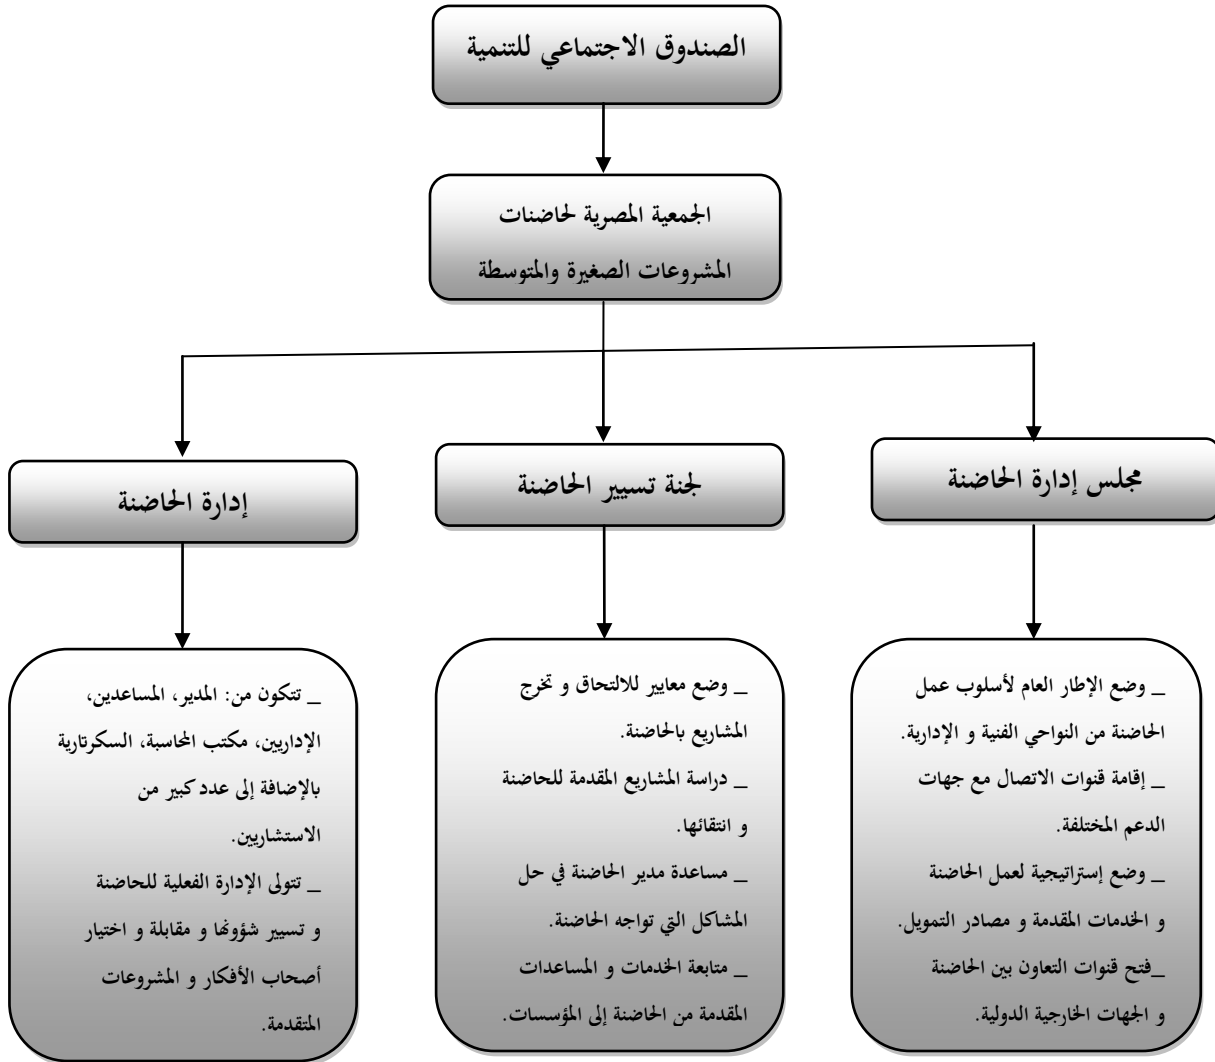 الصندوق الاجتماعي للتنمية
الجمعية المصرية لحاضنات
المشروعات الصغيرة والمتوسطة
مجلس إدارة الحاضنة
لجنة تسيير الحاضنة
إدارة الحاضنة
_ وضع الإطار العام لأسلوب عمل
الحاضنة من النواحي الفنية و الإدارية.
_ إقامة قنوات الاتصال مع جهات
الدعم المختلفة.
_ وضع إستراتيجية لعمل الحاضنة
و الخدمات المقدمة و مصادر التمويل.
_فتح قنوات التعاون بين الحاضنة
و الجهات الخارجية الدولية.
_ وضع معايير للالتحاق و تخرج
المشاريع بالحاضنة.
_ دراسة المشاريع المقدمة للحاضنة
و انتقائها.
_ مساعدة مدير الحاضنة في حل
المشاكل التي تواجه الحاضنة.
_ متابعة الخدمات و المساعدات
المقدمة من الحاضنة إلى المؤسسات.
_ تتكون من: المدير، المساعدين،
الإداريين، مكتب المحاسبة، السكرتارية
بالإضافة إلى عدد كبير من
الاستشاريين.
_ تتولى الإدارة الفعلية للحاضنة
و تسيير شؤونها و مقابلة و اختيار
أصحاب الأفكار و المشروعات
المتقدمة.